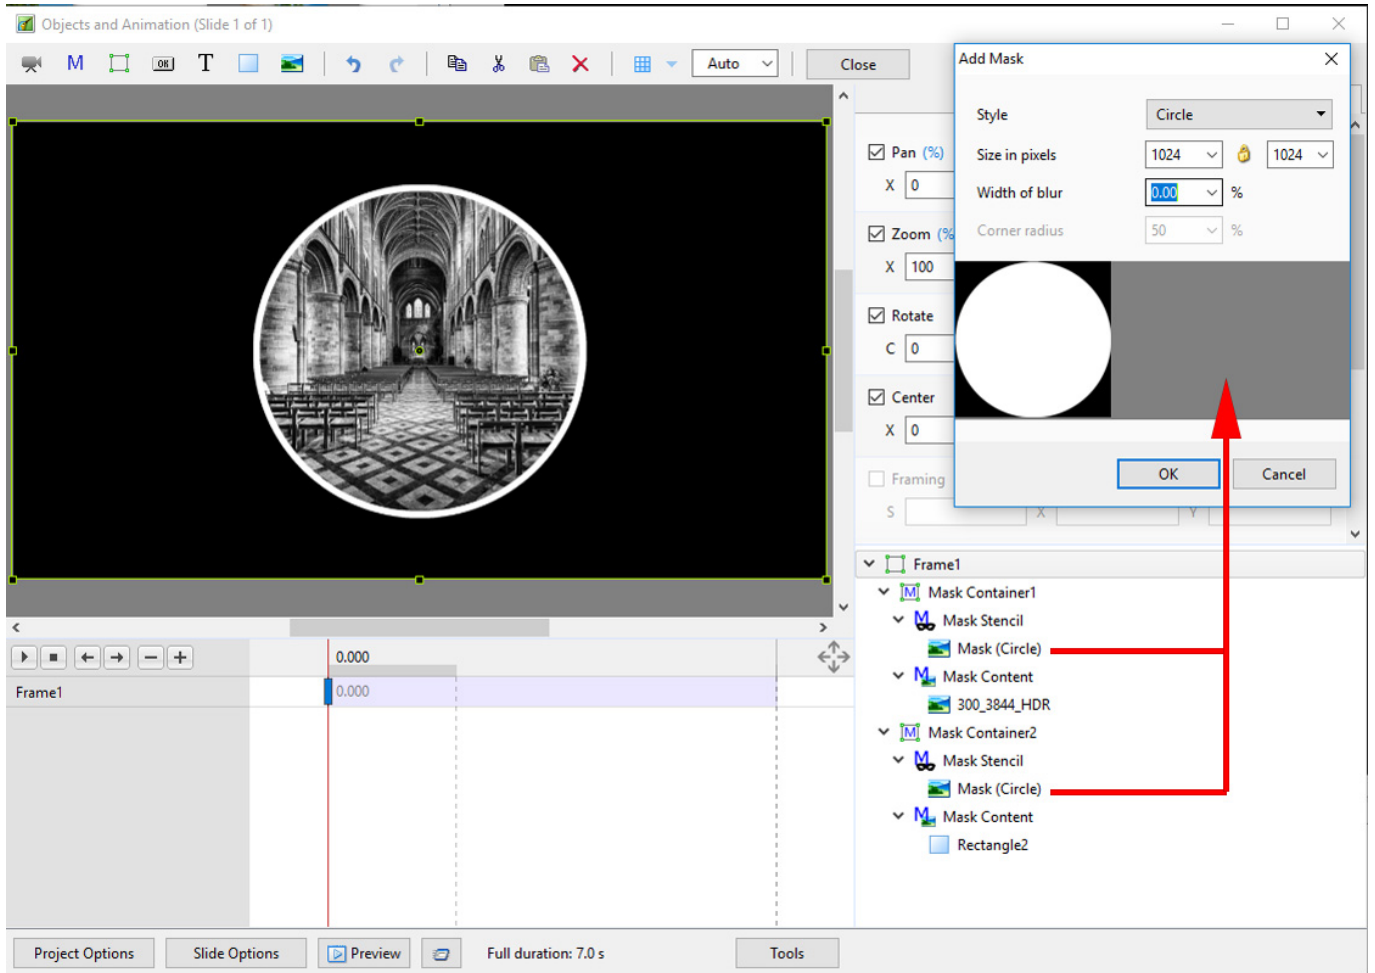 Objects and Animation (Slide 1 of 1)
M OK T Auto Close
Add Mask
Style Circle
Size in pixels 1024 1024
Width of blur 0.00 %
Corner radius 50 %
OK Cancel
Pan (%)
X 0
Zoom (%
X 100
Rotate
C 0
Center
X 0
Framing
S X Y
Frame1
M Mask Container1
M Mask Stencil
Mask (Circle)
M Mask Content
300_3844_HDR
M Mask Container2
M Mask Stencil
Mask (Circle)
M Mask Content
Rectangle2
0.000
Frame1 0.000
Project Options Slide Options Preview Full duration: 7.0 s Tools